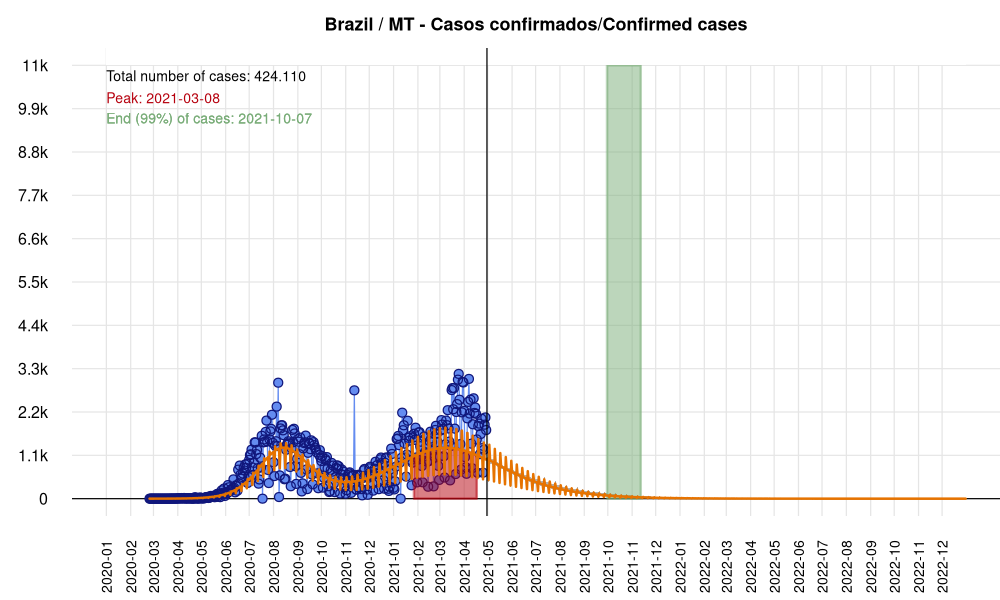 Brazil / MT - Casos confirmados/Confirmed cases
Total number of cases: 424.110
Peak: 2021-03-08
End (99%) of cases: 2021-10-07
11k
9.9k
8.8k
7.7k
6.6k
5.5k
4.4k
3.3k
2.2k
1.1k
0
2020-01
2020-02
2020-03
2020-04
2020-05
2020-06
2020-07
2020-08
2020-09
2020-10
2020-11
2020-12
2021-01
2021-02
2021-03
2021-04
2021-05
2021-06
2021-07
2021-08
2021-09
2021-10
2021-11
2021-12
2022-01
2022-02
2022-03
2022-04
2022-05
2022-06
2022-07
2022-08
2022-09
2022-10
2022-11
2022-12